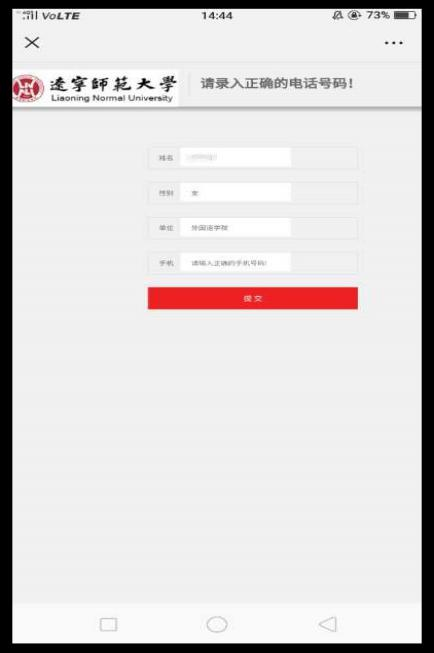 VoLTE
14:44
73%
遼寧師範大學
Liaoning Normal University
请录入正确的电话号码！
姓名
性别 女
单位 外国语学院
手机 请输入正确的手机号码!
提交